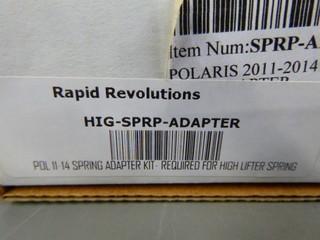 Item Num:SPRP-A
POLARIS 2011-2014
ADAPTER
Rapid Revolutions
HIG-SPRP-ADAPTER
POL 11-14 SPRING ADAPTER KIT- REQUIRED FOR HIGH LIFTER SPRING